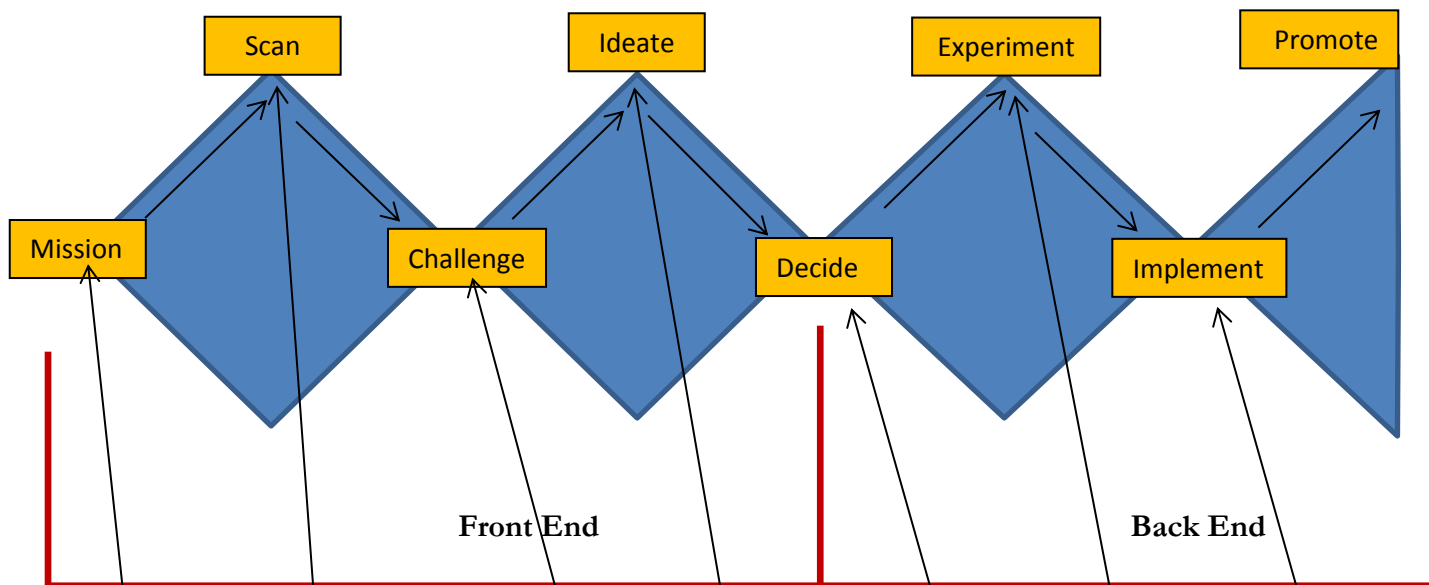 Scan
Ideate
Experiment
Promote
Mission
Challenge
Decide
Implement
Front End
Back End